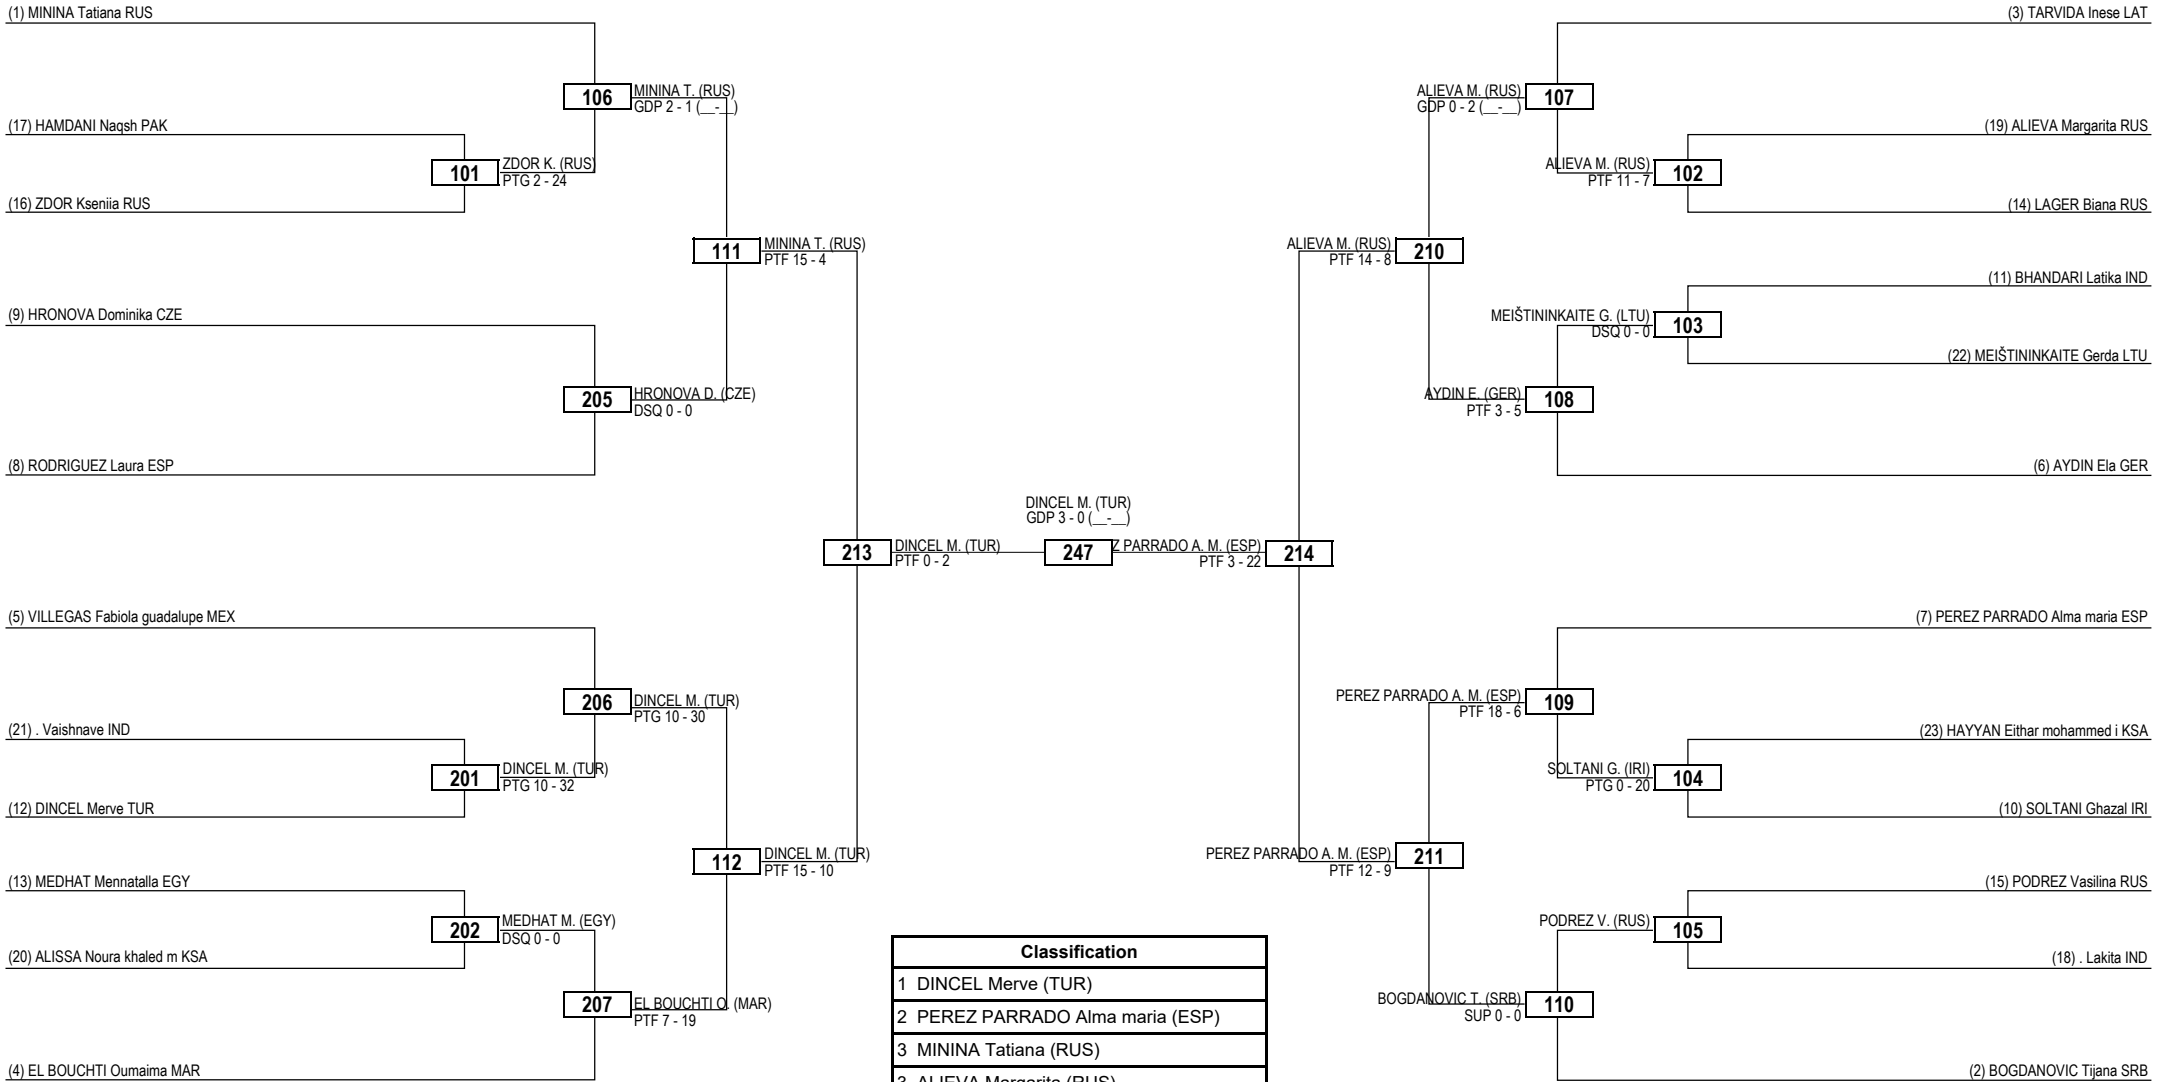 (1) MININA Tatiana RUS
(3) TARVIDA Inese LAT
106
MININA T. (RUS)
GDP 2 - 1 (__-__)
ALIEVA M. (RUS)
GDP 0 - 2 (__-__)
107
(17) HAMDANI Naqsh PAK
(19) ALIEVA Margarita RUS
101
ZDOR K. (RUS)
PTG 2 - 24
ALIEVA M. (RUS)
PTF 11 - 7
102
(16) ZDOR Kseniia RUS
(14) LAGER Biana RUS
111
MININA T. (RUS)
PTF 15 - 4
ALIEVA M. (RUS)
PTF 14 - 8
210
(11) BHANDARI Latika IND
(9) HRONOVA Dominika CZE
MEIŠTININKAITE G. (LTU)
DSQ 0 - 0
103
(22) MEIŠTININKAITE Gerda LTU
205
HRONOVA D. (CZE)
DSQ 0 - 0
AYDIN E. (GER)
PTF 3 - 5
108
(8) RODRIGUEZ Laura ESP
(6) AYDIN Ela GER
DINCEL M. (TUR)
GDP 3 - 0 (__-__)
213
DINCEL M. (TUR)
PTF 0 - 2
247
Z PARRADO A. M. (ESP)
PTF 3 - 22
214
(5) VILLEGAS Fabiola guadalupe MEX
(7) PEREZ PARRADO Alma maria ESP
206
DINCEL M. (TUR)
PTG 10 - 30
PEREZ PARRADO A. M. (ESP)
PTF 18 - 6
109
(21) . Vaishnave IND
(23) HAYYAN Eithar mohammed i KSA
201
DINCEL M. (TUR)
PTG 10 - 32
SOLTANI G. (IRI)
PTG 0 - 20
104
(12) DINCEL Merve TUR
(10) SOLTANI Ghazal IRI
112
DINCEL M. (TUR)
PTF 15 - 10
PEREZ PARRADO A. M. (ESP)
PTF 12 - 9
211
(13) MEDHAT Mennatalla EGY
(15) PODREZ Vasilina RUS
202
MEDHAT M. (EGY)
DSQ 0 - 0
PODREZ V. (RUS)
105
(20) ALISSA Noura khaled m KSA
(18) . Lakita IND
207
EL BOUCHTI O. (MAR)
PTF 7 - 19
BOGDANOVIC T. (SRB)
SUP 0 - 0
110
(4) EL BOUCHTI Oumaima MAR
(2) BOGDANOVIC Tijana SRB
Classification
1 DINCEL Merve (TUR)
2 PEREZ PARRADO Alma maria (ESP)
3 MININA Tatiana (RUS)
3 ALIEVA Margarita (RUS)